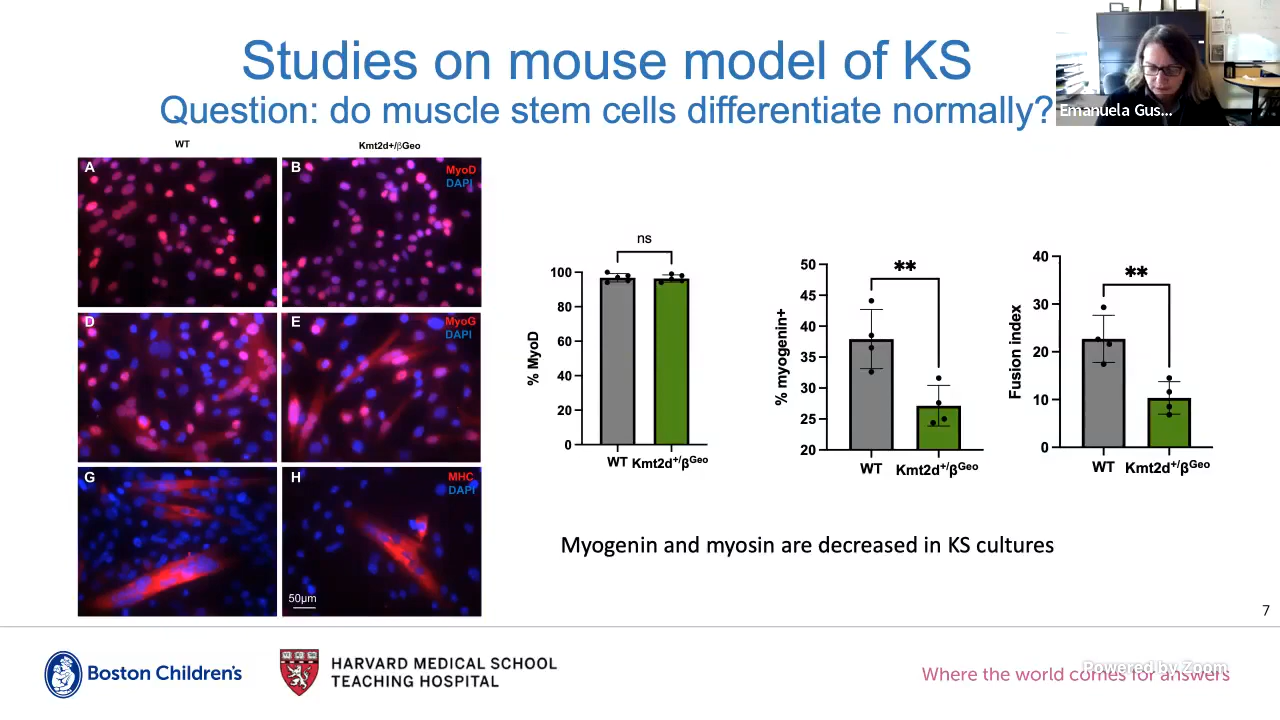 Studies on mouse model of KS
Question: do muscle stem cells differentiate normally?
Emanuela Gus...
WT
Kmt2d+/βGeo
A
B
MyoD
DAPI
D
E
MyoG
DAPI
G
H
MHC
DAPI
50µm
ns
% MyoD
100
80
60
40
20
0
WT
Kmt2d+/βGeo
**
% myogenin+
50
45
40
35
30
25
20
WT
Kmt2d+/βGeo
**
Fusion index
40
30
20
10
0
WT
Kmt2d+/βGeo
Myogenin and myosin are decreased in KS cultures
7
Boston Children's
HARVARD MEDICAL SCHOOL
TEACHING HOSPITAL
Where the world comes for answers
Powered by Zoom